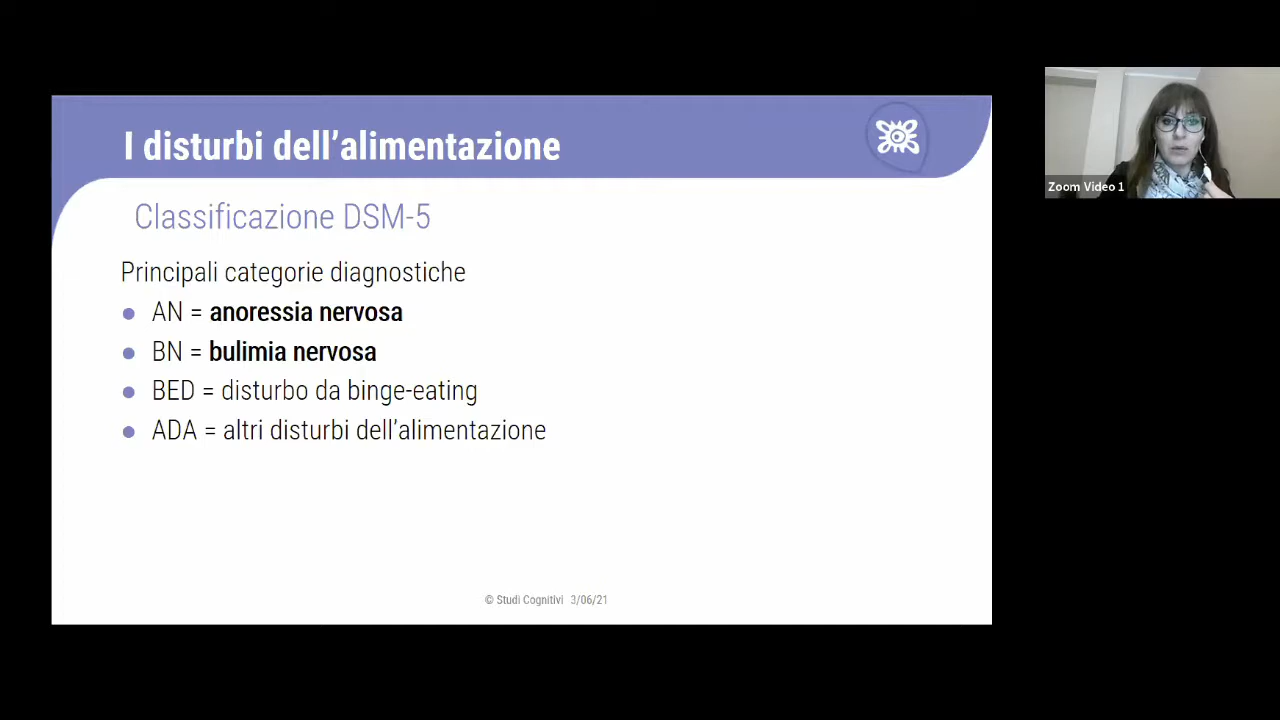 I disturbi dell’alimentazione
Classificazione DSM-5
Principali categorie diagnostiche
AN = anoressia nervosa
BN = bulimia nervosa
BED = disturbo da binge-eating
ADA = altri disturbi dell’alimentazione
© Studi Cognitivi 3/06/21
Zoom Video 1